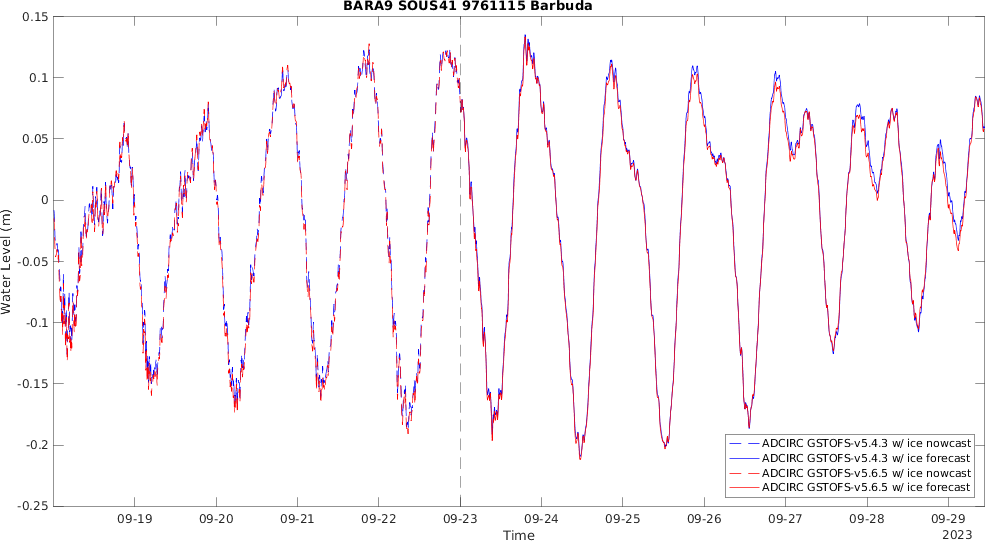 BARA9 SOUS41 9761115 Barbuda
0.15
0.1
0.05
0
-0.05
-0.1
-0.15
-0.2
-0.25
Water Level (m)
ADCIRC GSTOFS-v5.4.3 w/ ice nowcast
ADCIRC GSTOFS-v5.4.3 w/ ice forecast
ADCIRC GSTOFS-v5.6.5 w/ ice nowcast
ADCIRC GSTOFS-v5.6.5 w/ ice forecast
09-19 09-20 09-21 09-22 09-23 09-24 09-25 09-26 09-27 09-28 09-29
Time
2023